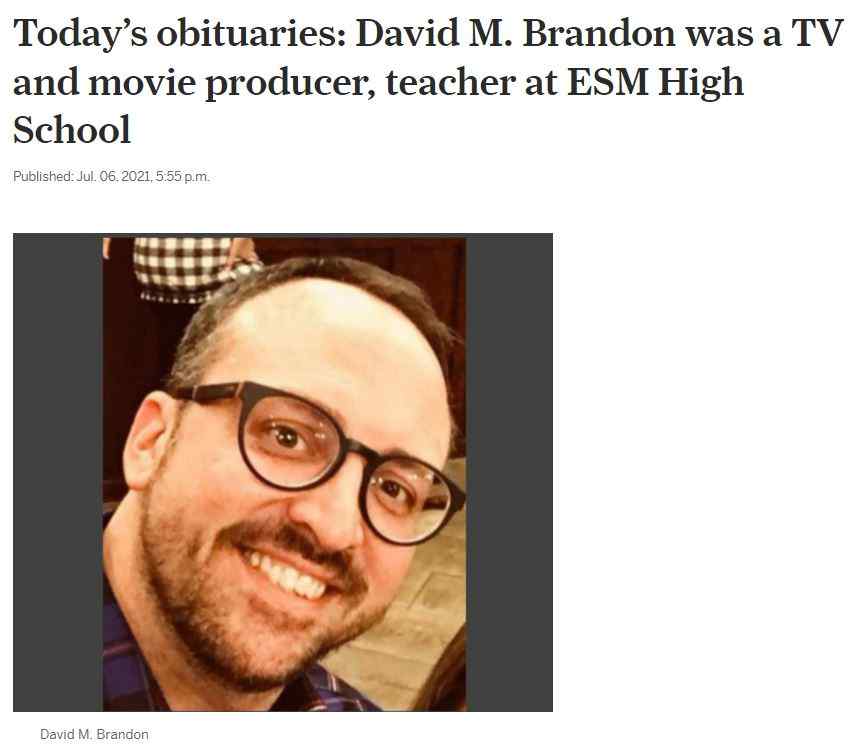 Today’s obituaries: David M. Brandon was a TV
and movie producer, teacher at ESM High
School
Published: Jul. 06, 2021, 5:55 p.m.
David M. Brandon